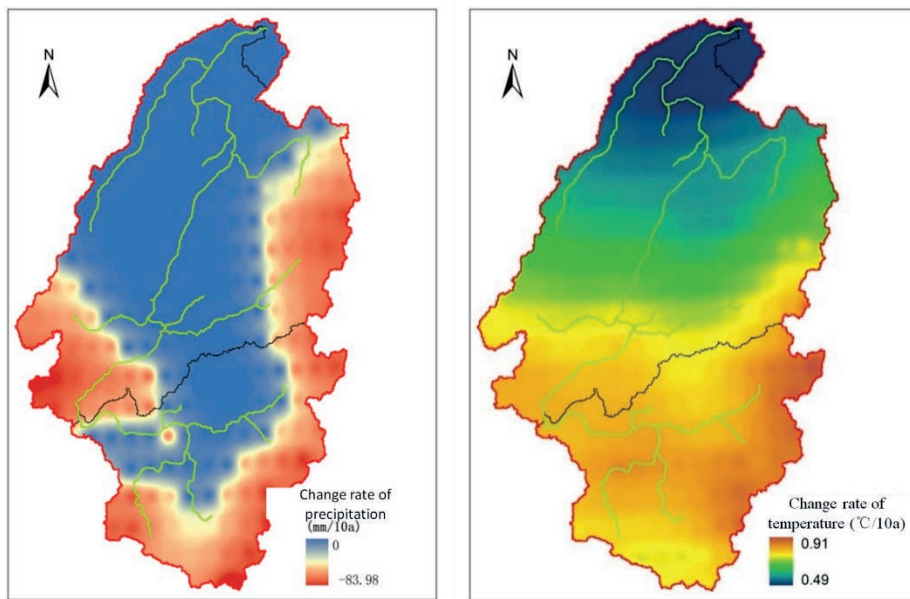 N
Change rate of
precipitation
(mm/10a)
0
-83.98
N
Change rate of
temperature (℃/10a)
0.91
0.49